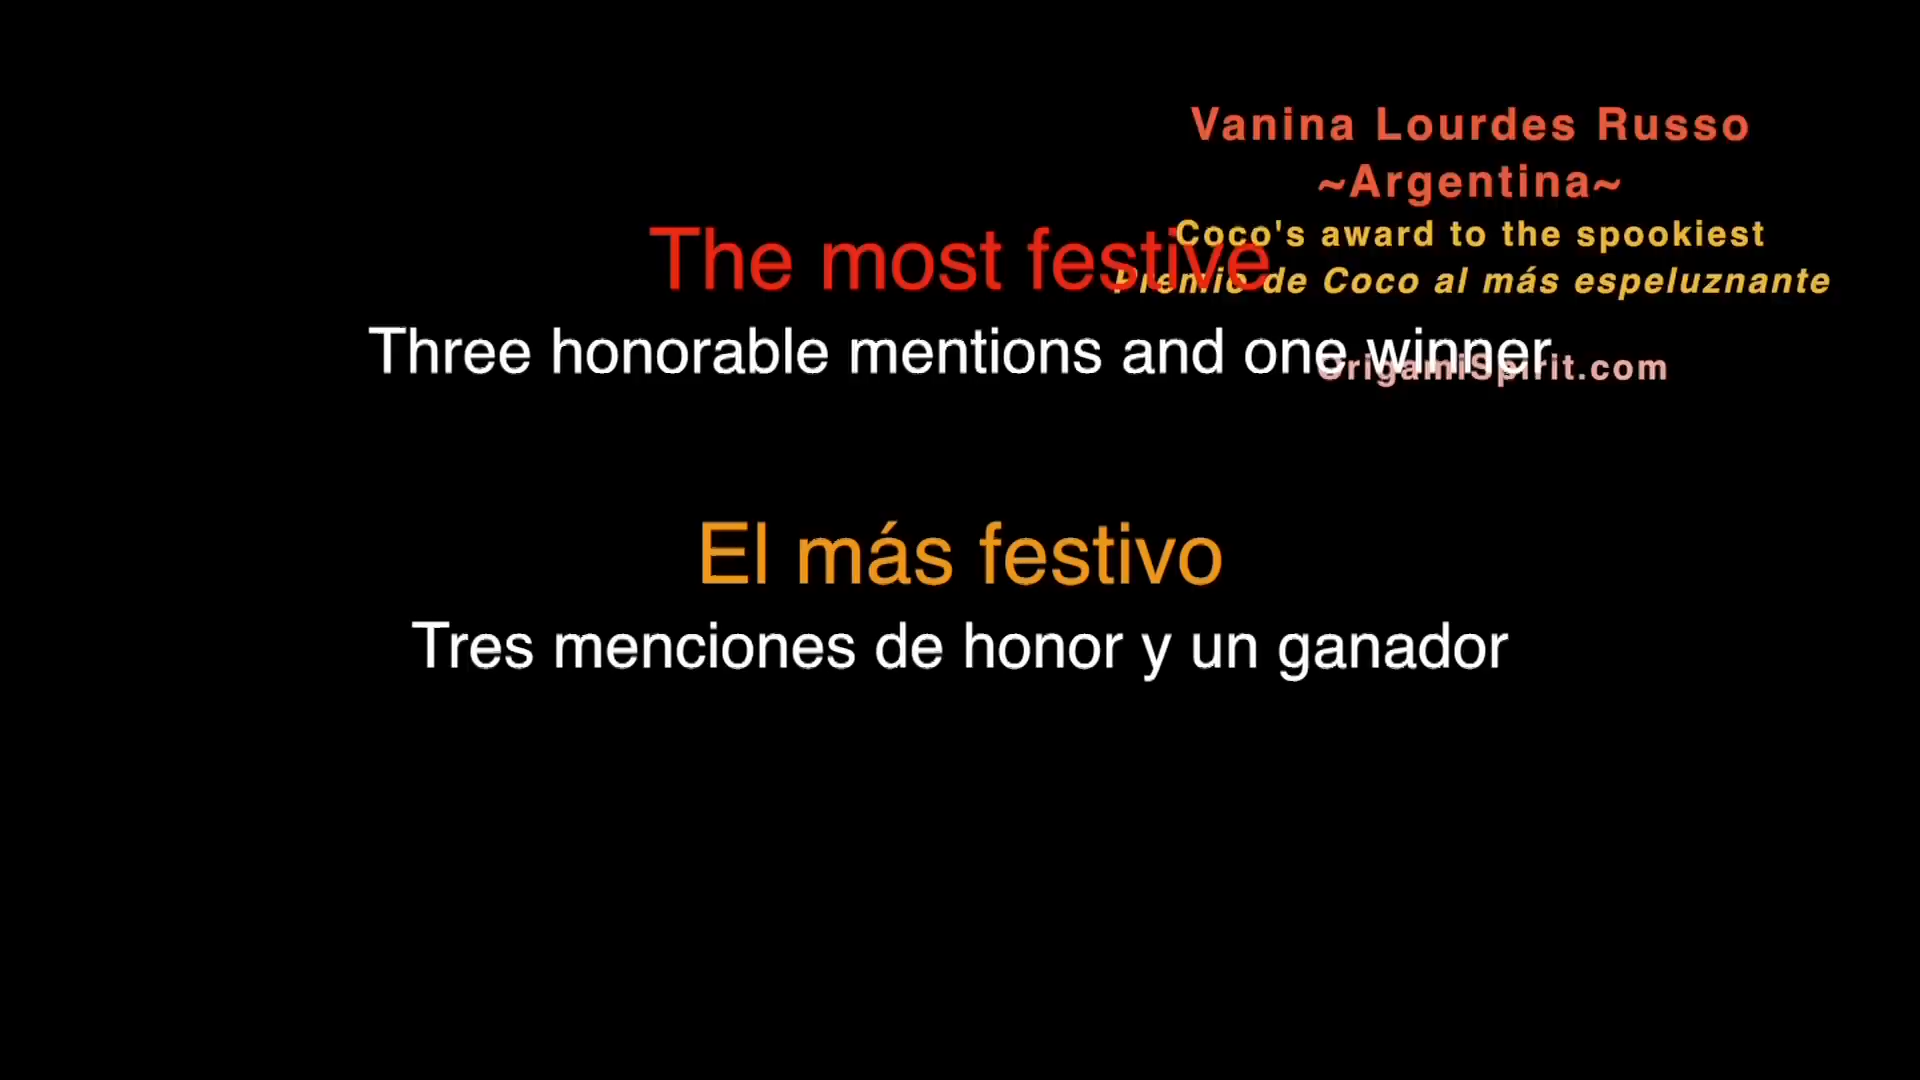 Vanina Lourdes Russo
~Argentina~
Coco's award to the spookiest
Premio de Coco al más espeluznante
OrigamiSpirit.com
The most festive
Three honorable mentions and one winner
El más festivo
Tres menciones de honor y un ganador